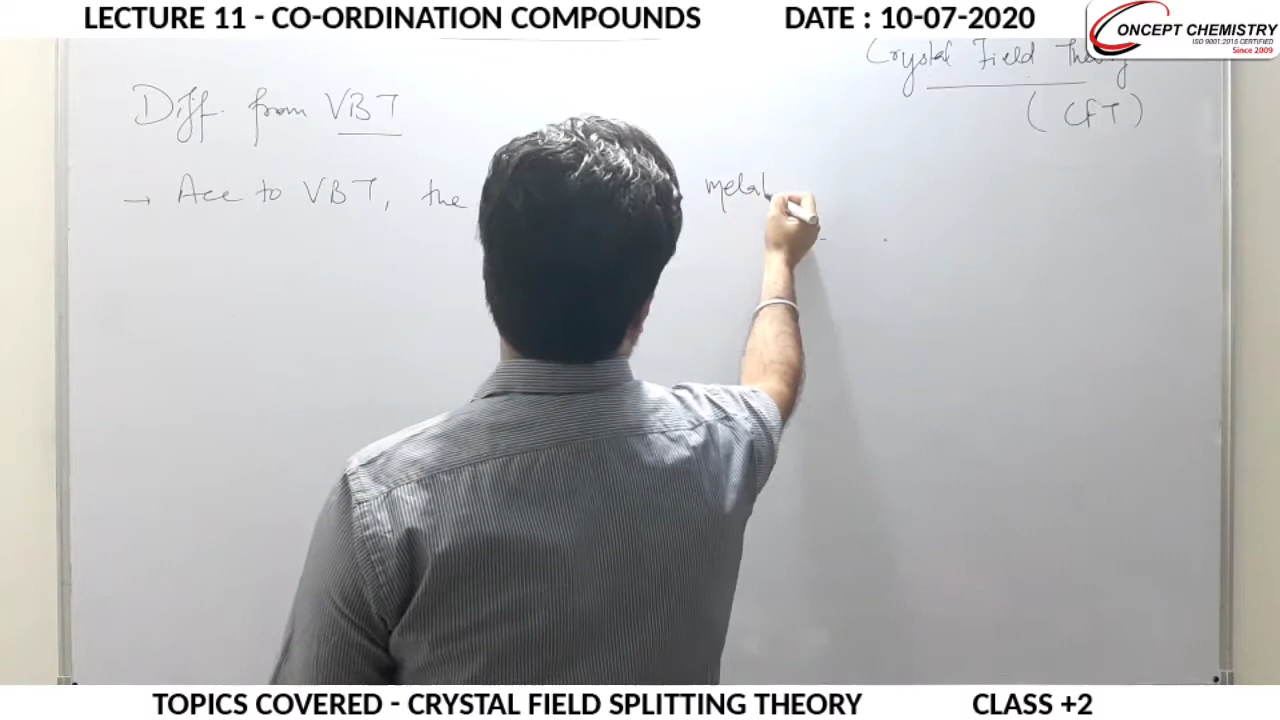 LECTURE 11 - CO-ORDINATION COMPOUNDS DATE : 10-07-2020
CONCEPT CHEMISTRY
ISO 9001:2015 CERTIFIED
Since 2009
Crystal Field Theory
( CFT )
Diff. from VBT
→ Acc to VBT, the metal
TOPICS COVERED - CRYSTAL FIELD SPLITTING THEORY CLASS +2